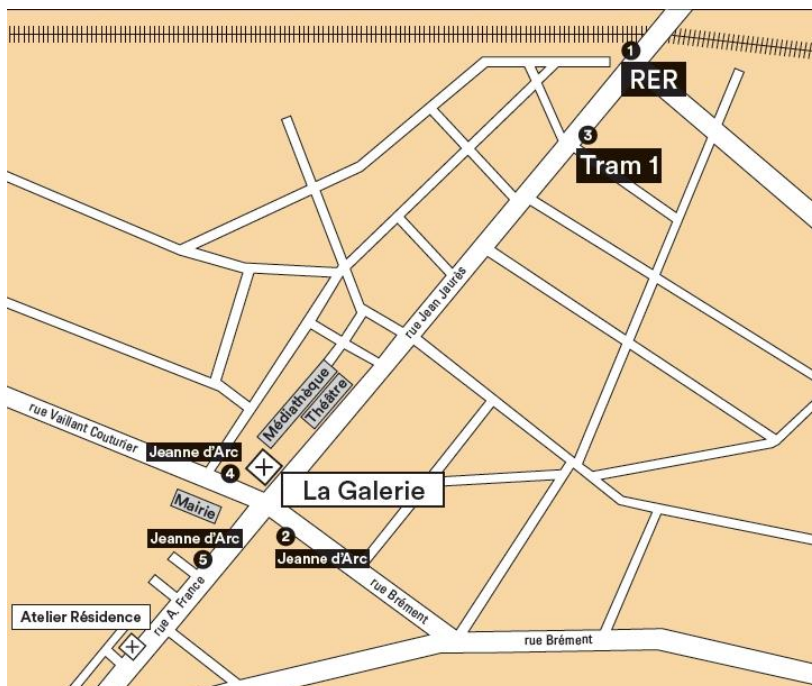 1
RER
3
Tram 1
rue Jean Jaurès
Médiathèque
Théâtre
rue Vaillant Couturier
Jeanne d'Arc
4
La Galerie
Mairie
Jeanne d'Arc
5
2
Jeanne d'Arc
rue A. France
rue Brément
Atelier Résidence
rue Brément